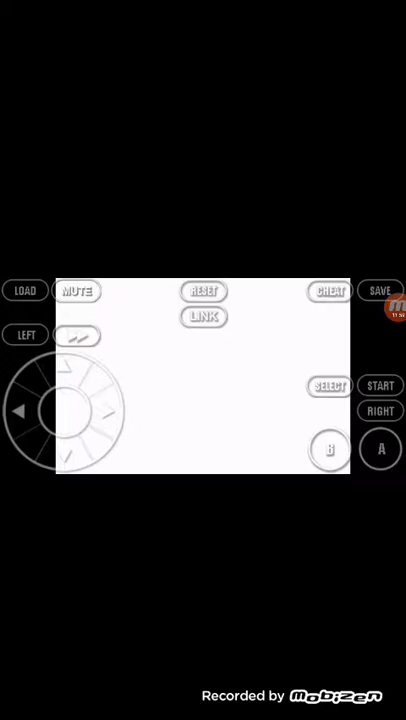 LOAD MUTE RESET CHEAT SAVE
LINK
LEFT
SELECT START
RIGHT
B A
Recorded by MOBIZEN